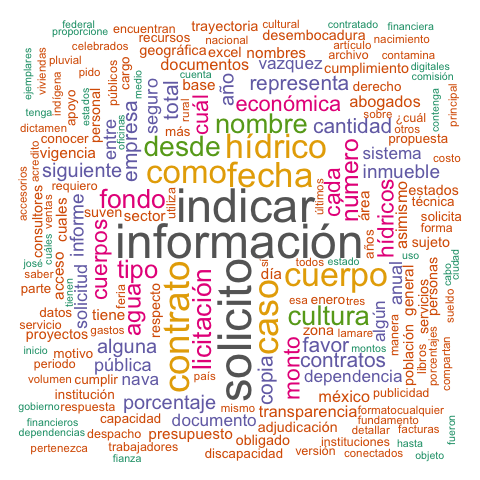 federal
proporcione
encuentran
trayectoria
cultural
contratado
financiera
celebrados
recursos
nacional
desembocadura
artículo
nacimiento
viviendas
pluvial
pido
medio
geográfica
excel
nombres
archivo
contamina
digitales
comisión
ejemplares
indígena
apoyo
persona
públicos
cargo
documentos
vazquez
cumplimiento
estados
entre
empresa
seguro
total
cuál
año
base
cuenta
representa
derecho
tenga
oficinas
rural
económica
abogados
contenga
principal
dictamen
más
sobre
¿cuál
otros
conocer
desde
nombre
cantidad
propuesta
vigencia
hídrico
sistema
costo
siguiente
como
fecha
cada
número
inmueble
accesorios
acredito
requiero
utiliza
indicar
últimos
área
estados
consultores
cuales
informe
fondo
hídricos
asimismo
técnica
cuáles
ventas
suven
sector
solicita
forma
josé
acceso
solicitud
cuerpos
información
años
sujeto
uso
saber
tienen
tipo
contrato
licitación
solicito
si
todos
estado
cabo
ciudad
parte
agua
día
cuerpo
anual
general
personas
datos
tiene
feria
caso
esa
enero
tres
algún
población
servicios
sueldo
servicio
gastos
respecto
cultura
manera
libros
porcentajes
compartan
proyectos
zona
lamare
inicio
motivo
alguna
monto
favor
montos
periodo
pública
copia
contratos
volumen
cumplir
nava
país
dependencia
institución
méxico
publicidad
gobierno
respuesta
porcentaje
mismo
transparencia
formato
cualquier
capacidad
documento
fundamento
financieros
adjudicación
detallar
facturas
dependencias
despacho
presupuesto
obligado
instituciones
hasta
fueron
pertenezca
trabajadores
discapacidad
versión
conectados
objeto
fianza